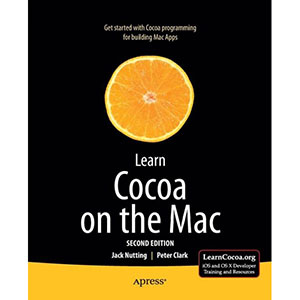 Get started with Cocoa programming
for building Mac Apps
Learn
Cocoa
on the Mac
SECOND EDITION
Jack Nutting | Peter Clark
LearnCocoa.org
iOS and OS X Developer
Training and Resources
Apress®